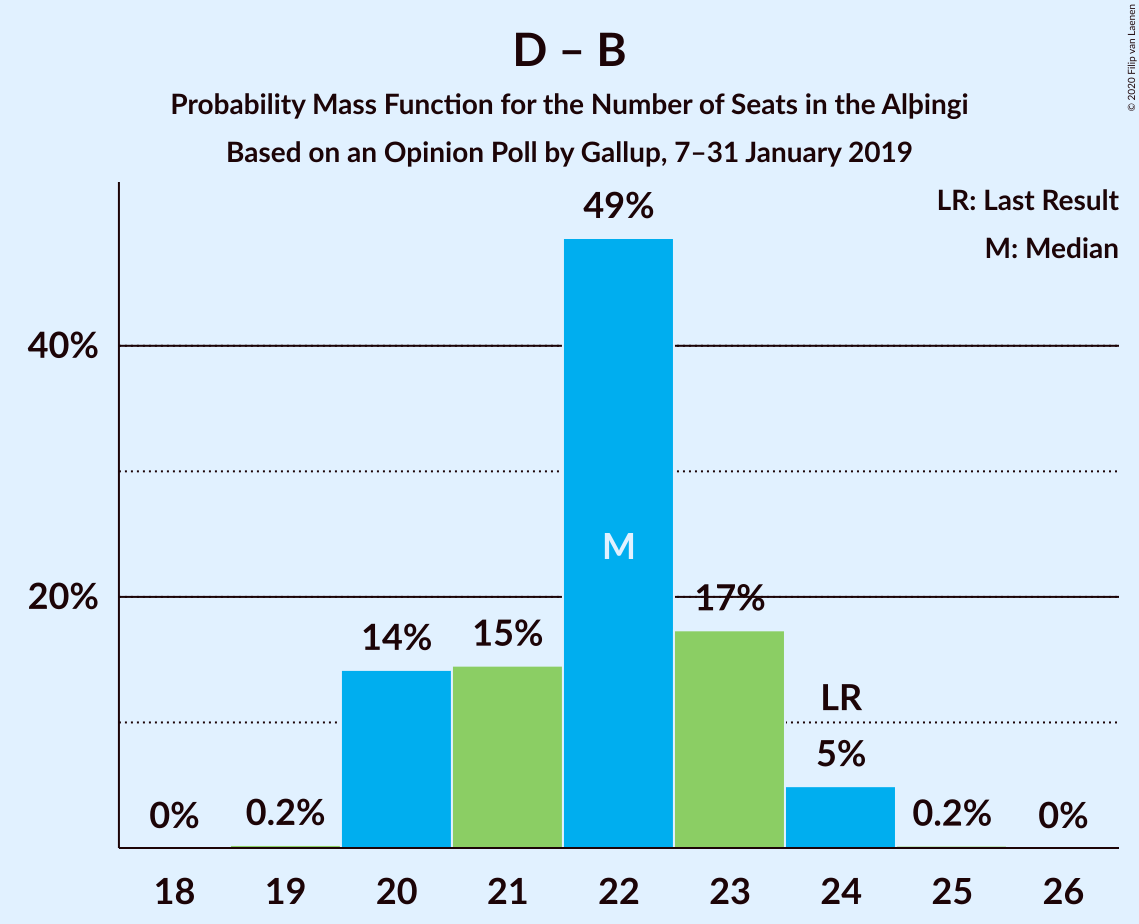 D – B
Probability Mass Function for the Number of Seats in the Alþingi
Based on an Opinion Poll by Gallup, 7–31 January 2019
© 2020 Filip van Laenen
LR: Last Result
M: Median
49%
40%
M
20%
17%
15%
14%
LR
5%
0%
0.2%
0.2%
0%
18 19 20 21 22 23 24 25 26